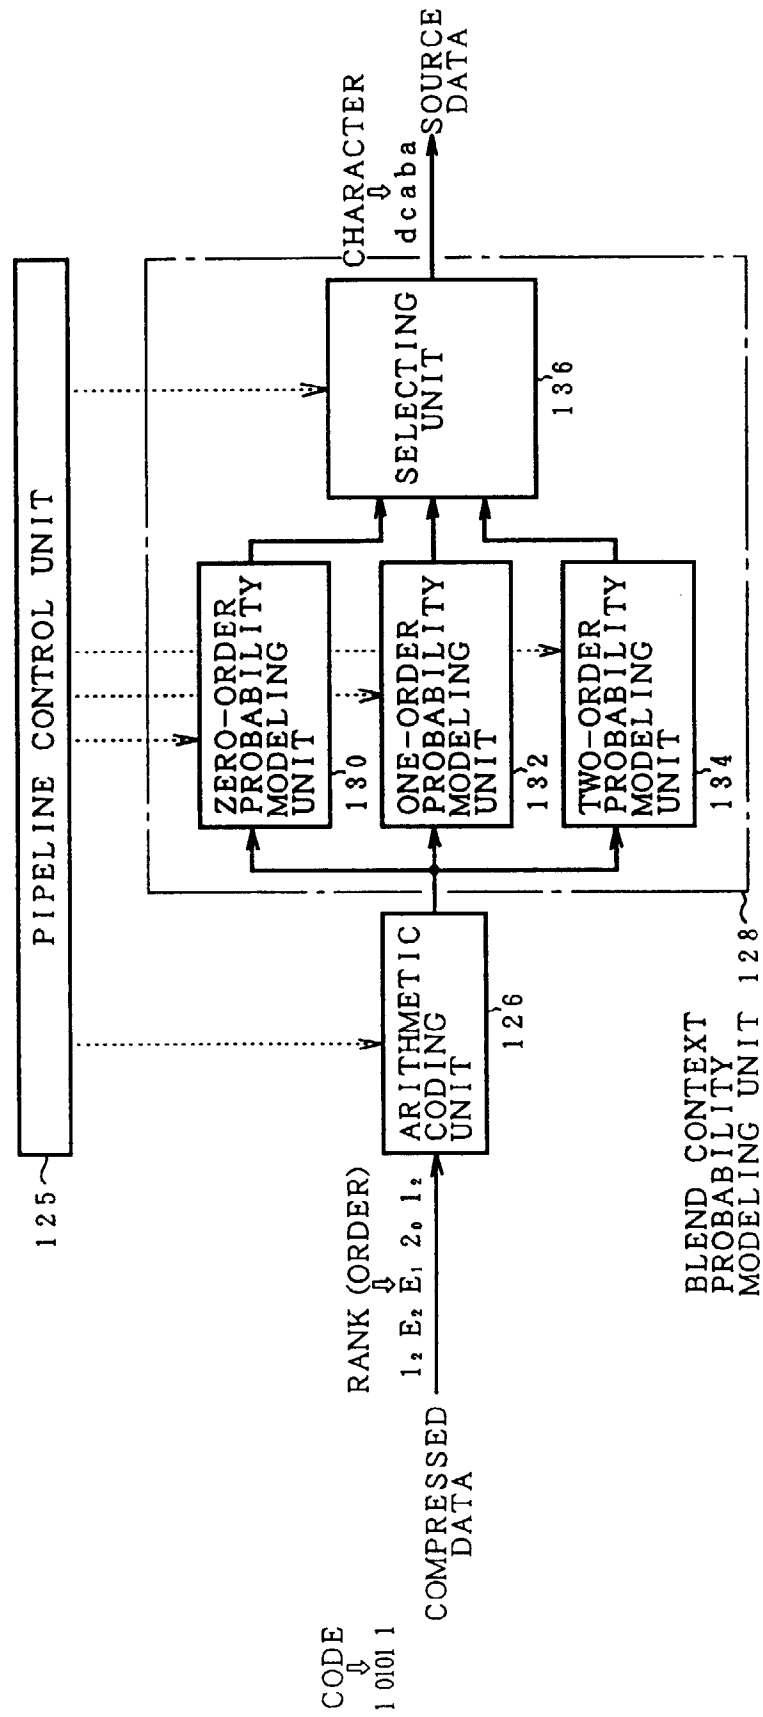 PIPELINE CONTROL UNIT
125
CODE
⇩
1 0101 1
COMPRESSED
DATA
RANK (ORDER)
⇩
1₂ E₂ E₁ 2₀ 1₂
ARITHMETIC
CODING
UNIT
126
ZERO-ORDER
PROBABILITY
MODELING
UNIT
130
ONE-ORDER
PROBABILITY
MODELING
UNIT
132
TWO-ORDER
PROBABILITY
MODELING
UNIT
134
SELECTING
UNIT
136
CHARACTER
⇩
dcaba
SOURCE
DATA
BLEND CONTEXT
PROBABILITY
MODELING UNIT 128